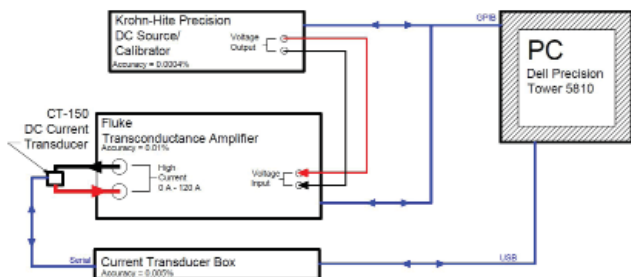 Krohn-Hite Precision
DC Source/
Calibrator
Accuracy = 0.0004%
Voltage
Output
GPIB
PC
Dell Precision
Tower 5810
CT-150
DC Current
Transducer
Fluke
Transconductance Amplifier
Accuracy = 0.01%
High
Current
0 A - 120 A
Voltage
Input
Serial
Current Transducer Box
Accuracy = 0.005%
USB